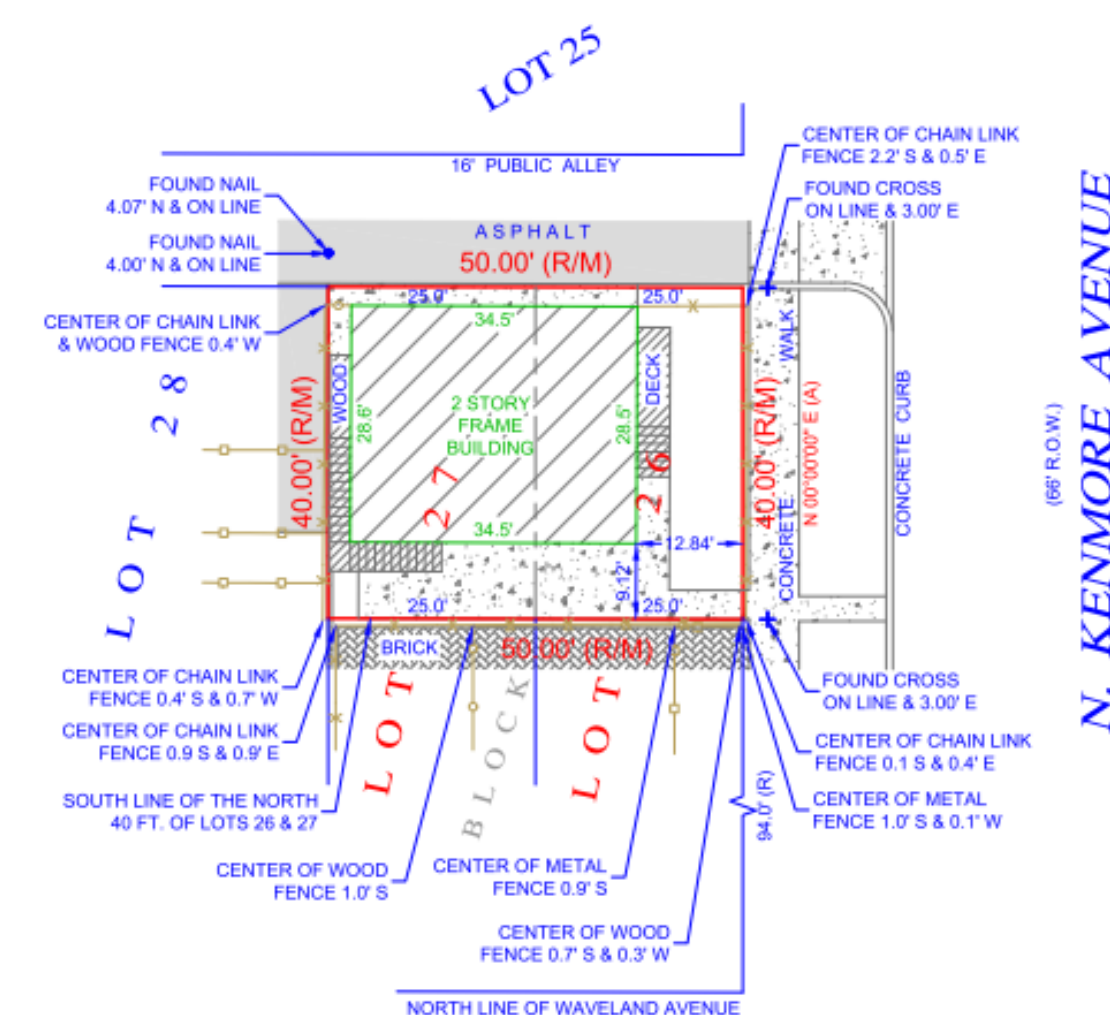 LOT 25
16' PUBLIC ALLEY
CENTER OF CHAIN LINK
FENCE 2.2' S & 0.5' E
FOUND NAIL
4.07' N & ON LINE
FOUND CROSS
ON LINE & 3.00' E
FOUND NAIL
4.00' N & ON LINE
ASPHALT
50.00' (R/M)
25.0'
25.0'
CENTER OF CHAIN LINK
& WOOD FENCE 0.4' W
34.5'
WOOD
DECK
WALK
28.6'
2 STORY
FRAME
BUILDING
28.5'
40.00' (R/M)
40.00' (R/M)
N 00°00'00" E (A)
CONCRETE CURB
(66' R.O.W.)
N. KENMORE AVENUE
LOT 28
27
26
34.5'
12.84'
9.12'
CONCRETE
25.0'
25.0'
BRICK
50.00' (R/M)
CENTER OF CHAIN LINK
FENCE 0.4' S & 0.7' W
LOT
BLOCK
LOT
FOUND CROSS
ON LINE & 3.00' E
CENTER OF CHAIN LINK
FENCE 0.9 S & 0.9' E
CENTER OF CHAIN LINK
FENCE 0.1 S & 0.4' E
SOUTH LINE OF THE NORTH
40 FT. OF LOTS 26 & 27
94.0' (R)
CENTER OF METAL
FENCE 1.0' S & 0.1' W
CENTER OF WOOD
FENCE 1.0' S
CENTER OF METAL
FENCE 0.9' S
CENTER OF WOOD
FENCE 0.7' S & 0.3' W
NORTH LINE OF WAVELAND AVENUE